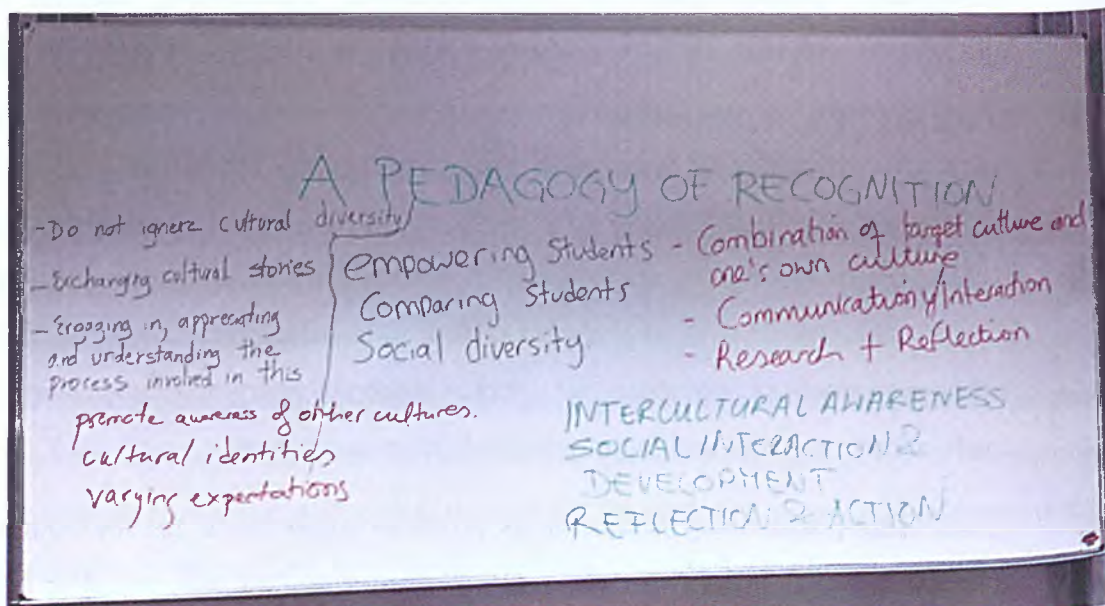 A PEDAGOGY OF RECOGNITION
- Do not ignore cultural diversity
- Exchanging cultural stories
- Engaging in, appreciating
and understanding the
process involved in this
empowering Students
Comparing Students
Social diversity.
- Combination of target culture and
one's own culture
- Communication/Interaction
- Research + Reflection
promote awareness of other cultures.
cultural identities
varying expectations
INTERCULTURAL AWARENESS
SOCIAL INTERACTION &
DEVELOPMENT
REFLECTION & ACTION